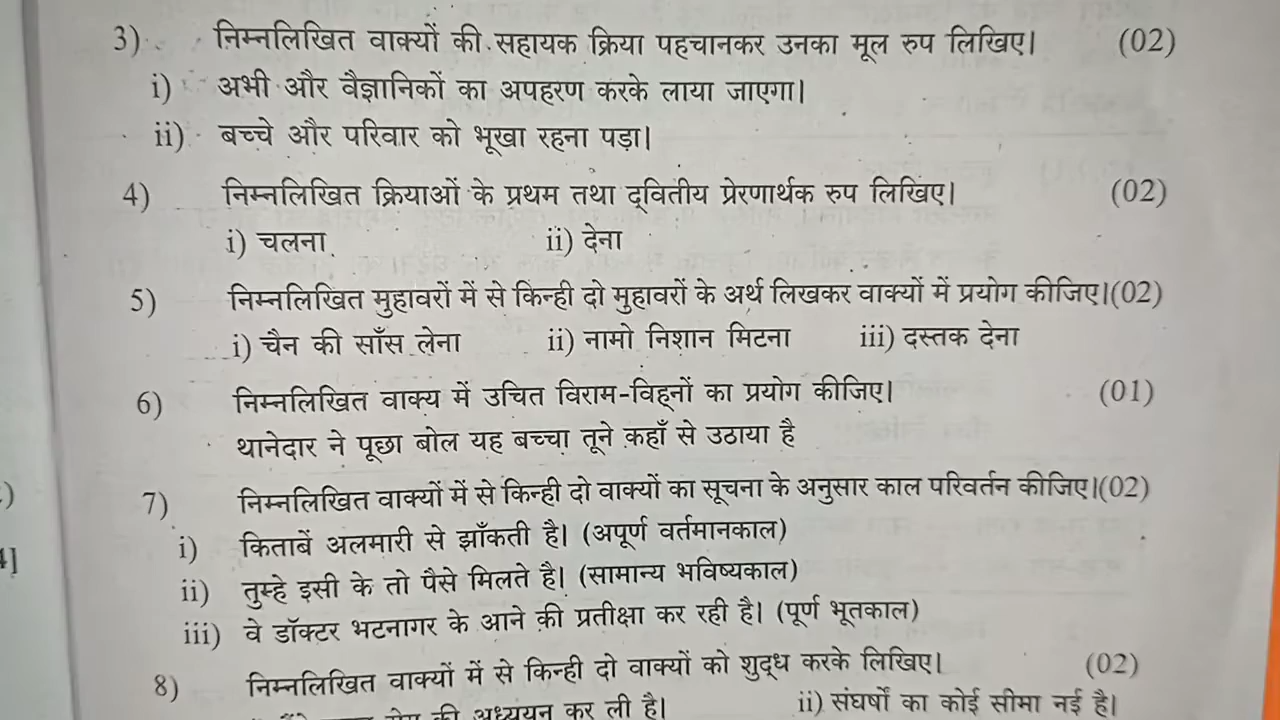 3) निम्नलिखित वाक्यों की सहायक क्रिया पहचानकर उनका मूल रुप लिखिए। (02)
i) अभी और वैज्ञानिकों का अपहरण करके लाया जाएगा।
ii) बच्चे और परिवार को भूखा रहना पड़ा।
4) निम्नलिखित क्रियाओं के प्रथम तथा द्‌वितीय प्रेरणार्थक रुप लिखिए। (02)
i) चलना ii) देना
5) निम्नलिखित मुहावरों में से किन्ही दो मुहावरों के अर्थ लिखकर वाक्यों में प्रयोग कीजिए।(02)
i) चैन की साँस लेना ii) नामो निशान मिटना iii) दस्तक देना
6) निम्नलिखित वाक्य में उचित विराम-विह्‌नों का प्रयोग कीजिए। (01)
थानेदार ने पूछा बोल यह बच्चा तूने कहाँ से उठाया है
7) निम्नलिखित वाक्यों में से किन्ही दो वाक्यों का सूचना के अनुसार काल परिवर्तन कीजिए।(02)
i) किताबें अलमारी से झाँकती है। (अपूर्ण वर्तमानकाल)
ii) तुम्हे इसी के तो पैसे मिलते है। (सामान्य भविष्यकाल)
iii) वे डॉक्टर भटनागर के आने की प्रतीक्षा कर रही है। (पूर्ण भूतकाल)
8) निम्नलिखित वाक्यों में से किन्ही दो वाक्यों को शुद्‌ध करके लिखिए। (02)
की अध्ययन कर ली है। ii) संघर्षों का कोई सीमा नई है।